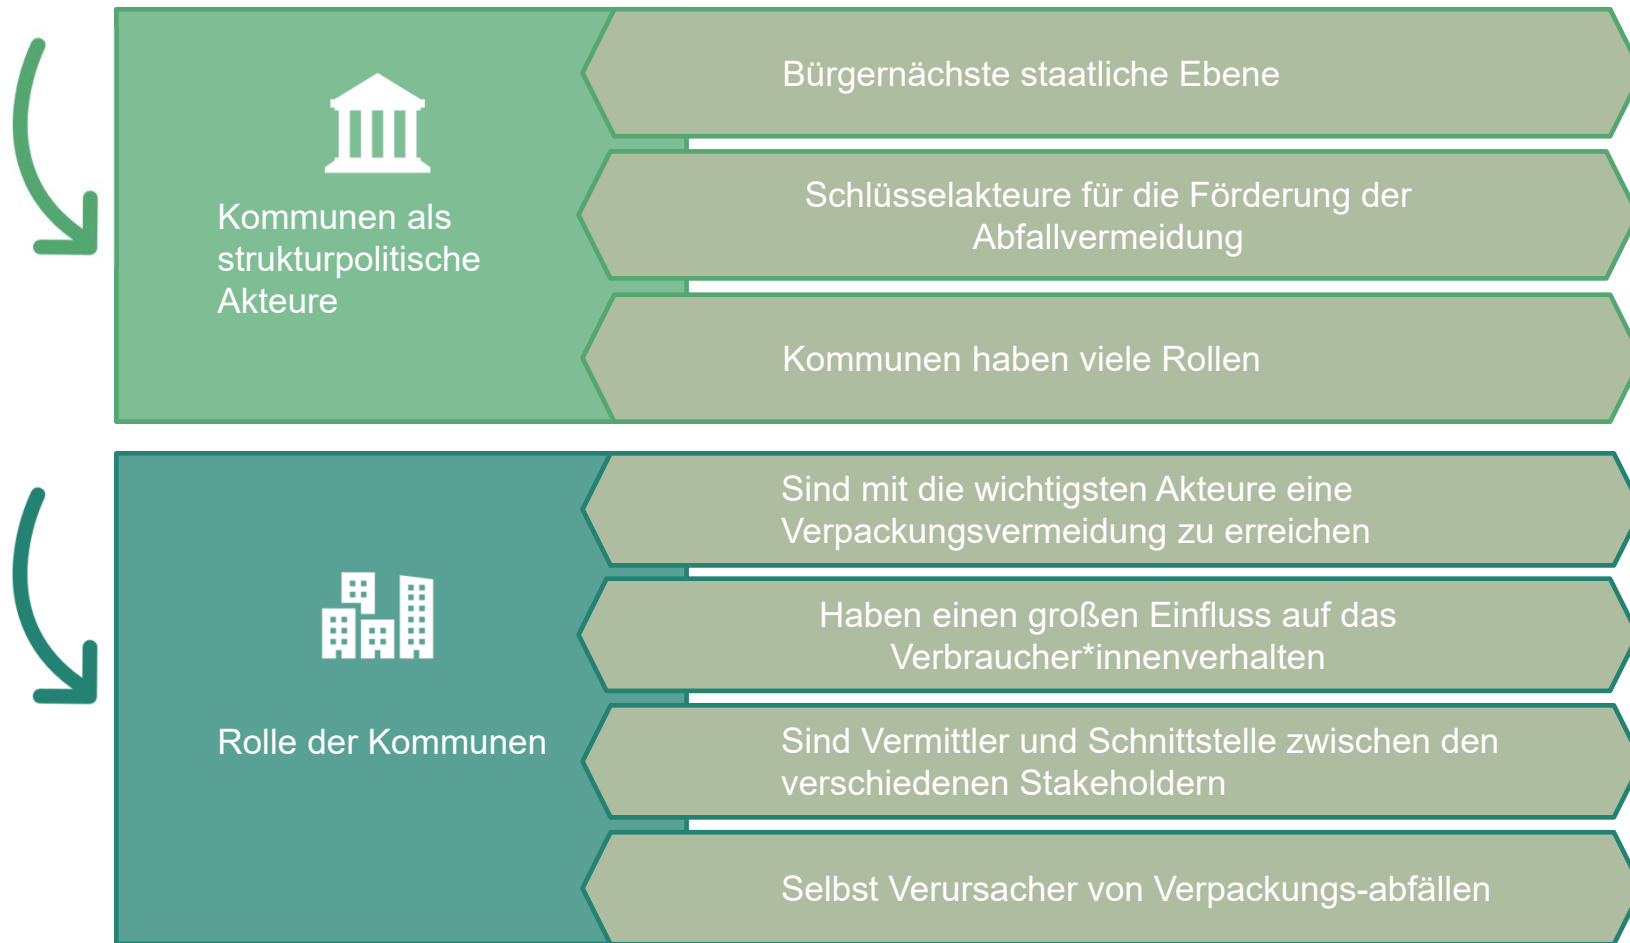 Kommunen als
strukturpolitische
Akteure
Bürgernächste staatliche Ebene
Schlüsselakteure für die Förderung der
Abfallvermeidung
Kommunen haben viele Rollen
Rolle der Kommunen
Sind mit die wichtigsten Akteure eine
Verpackungsvermeidung zu erreichen
Haben einen großen Einfluss auf das
Verbraucher*innenverhalten
Sind Vermittler und Schnittstelle zwischen den
verschiedenen Stakeholdern
Selbst Verursacher von Verpackungs-abfällen